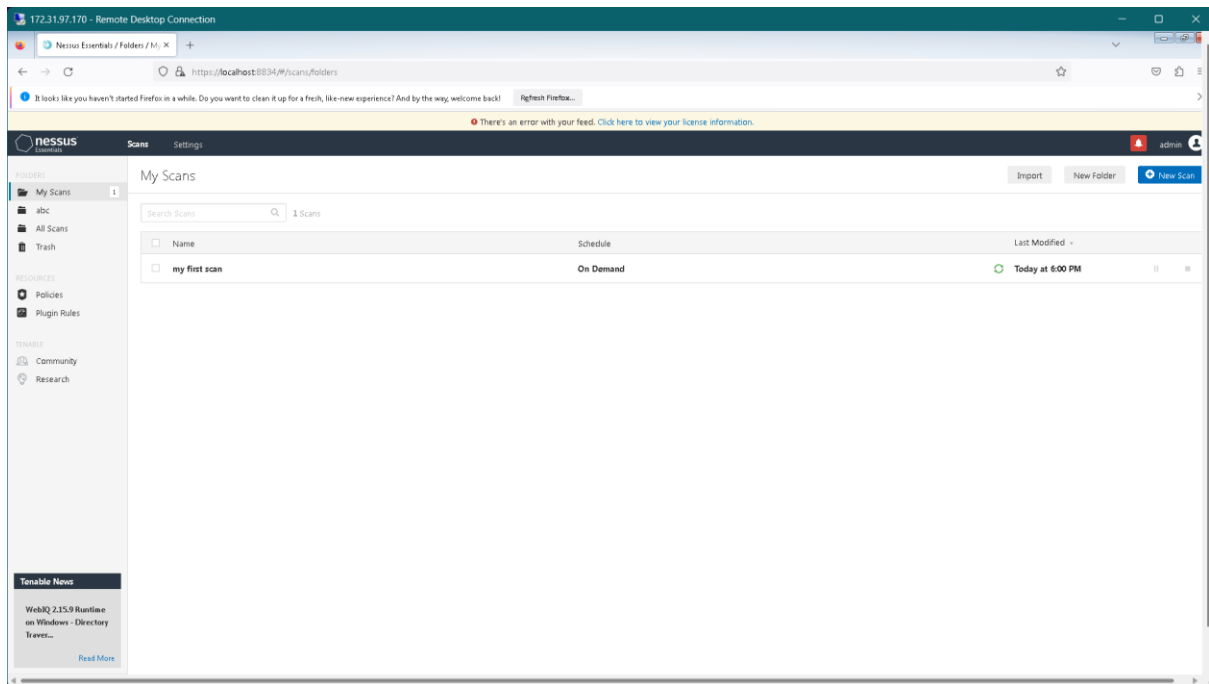 172.31.97.170 - Remote Desktop Connection
Nessus Essentials / Folders / My
https://localhost:8834/#/scans/folders
It looks like you haven't started Firefox in a while. Do you want to clean it up for a fresh, like-new experience? And by the way, welcome back! Refresh Firefox...
There's an error with your feed. Click here to view your license information.
nessus Essentials Scans Settings admin
FOLDERS
My Scans 1
abc
All Scans
Trash
RESOURCES
Policies
Plugin Rules
TENABLE
Community
Research
My Scans Import New Folder New Scan
Search Scans 1 Scans
Name Schedule Last Modified
my first scan On Demand Today at 6:00 PM
Tenable News
WebIQ 2.15.9 Runtime
on Windows - Directory
Traver...
Read More